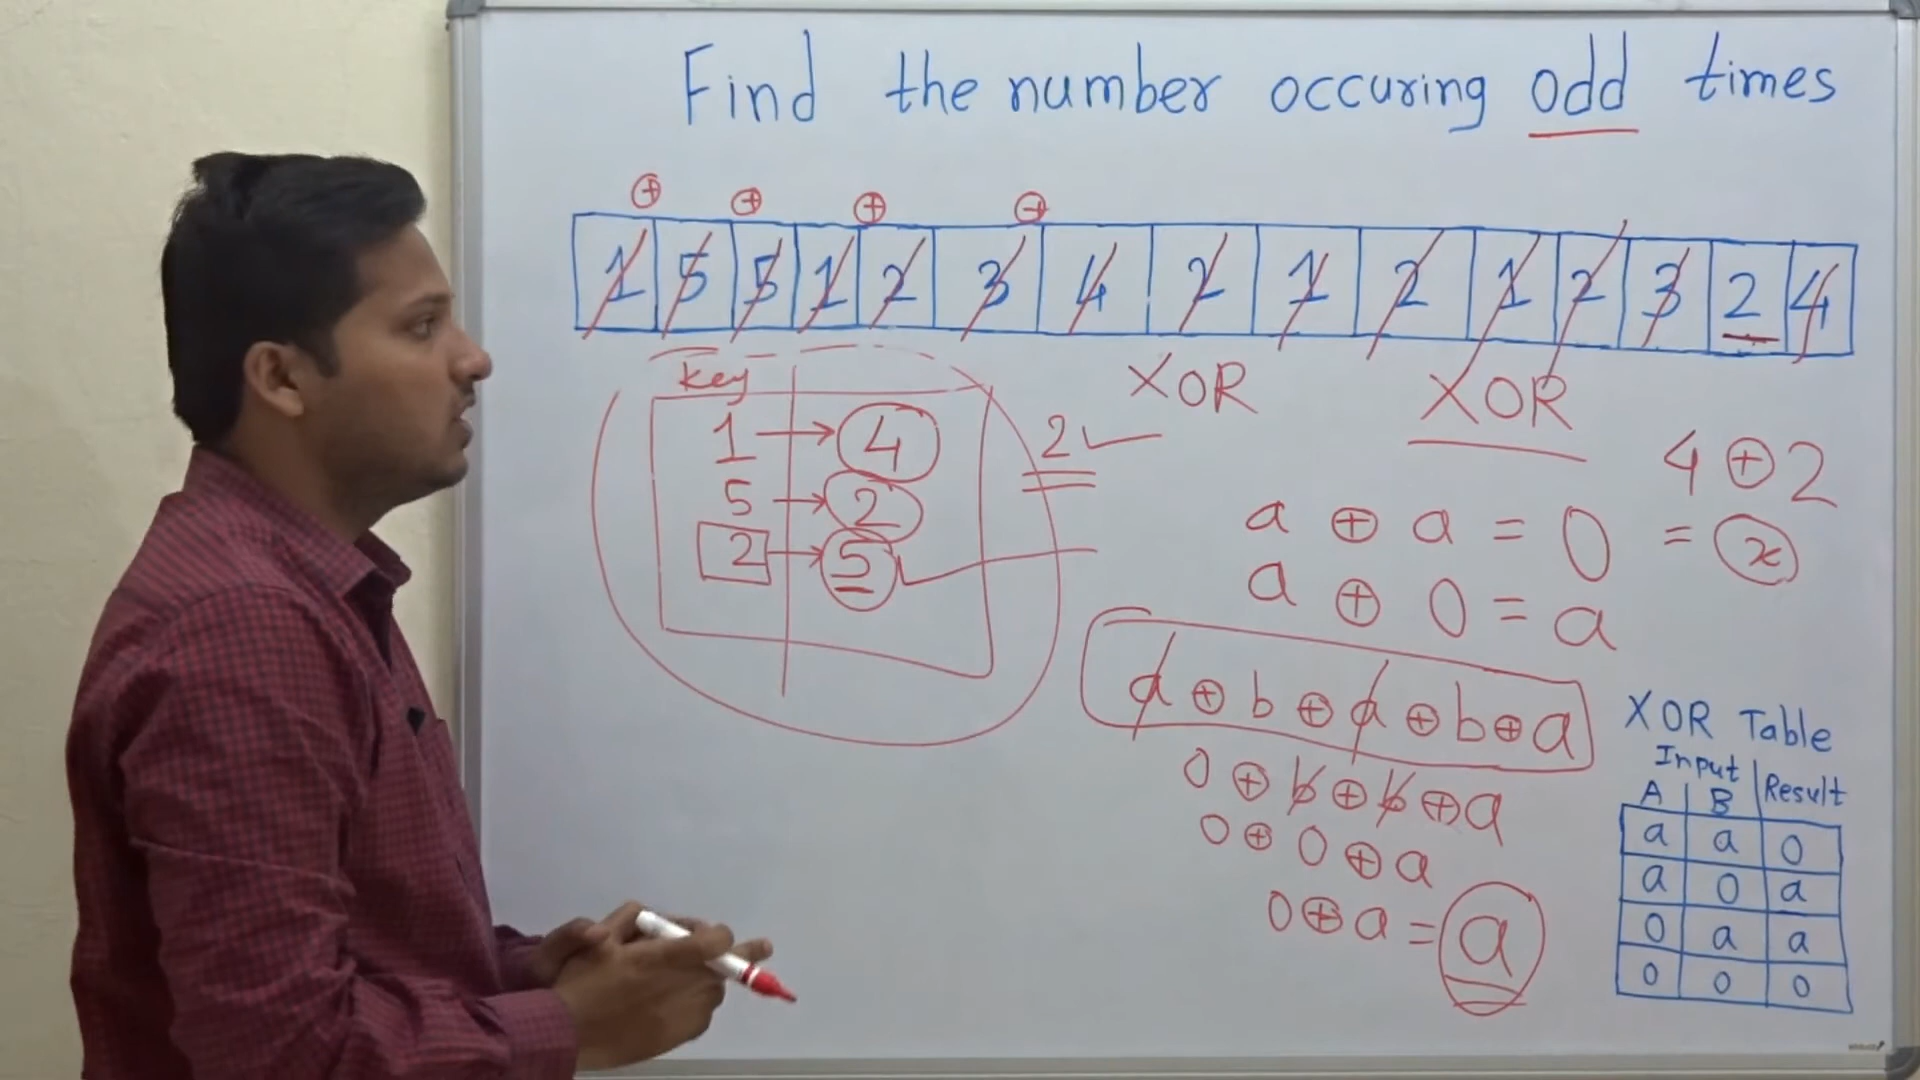 Find the number occuring odd times
⊕ ⊕ ⊕ ⊕
1 5 5 1 2 3 4 2 1 2 1 2 3 2 4
key
1 → 4
5 → 2
2 → 5
2 ✓
XOR XOR
4 ⊕ 2
= x
a ⊕ a = 0
a ⊕ 0 = a
a ⊕ b ⊕ a ⊕ b ⊕ a
0 ⊕ b ⊕ b ⊕ a
0 ⊕ 0 ⊕ a
0 ⊕ a = a
XOR Table
Input
A B Result
a a 0
a 0 a
0 a a
0 0 0